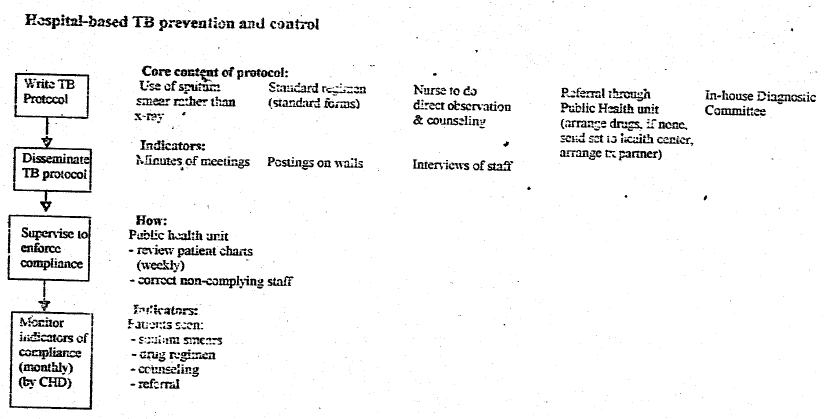 Hospital-based TB prevention and control
Write TB
Protocol
Core content of protocol:
Use of sputum
smear rather than
x-ray
Standard regimen
(standard forms)
Nurse to do
direct observation
& counseling
Referral through
Public Health unit
(arrange drugs, if none,
send set to health center,
arrange tx partner)
In-house Diagnostic
Committee
Disseminate
TB protocol
Indicators:
Minutes of meetings
Postings on walls
Interviews of staff
Supervise to
enforce
compliance
How:
Public health unit
- review patient charts
(weekly)
- correct non-complying staff
Monitor
indicators of
compliance
(monthly)
(by CHD)
Indicators:
Patients seen:
- sputum smears
- drug regimen
- counseling
- referral